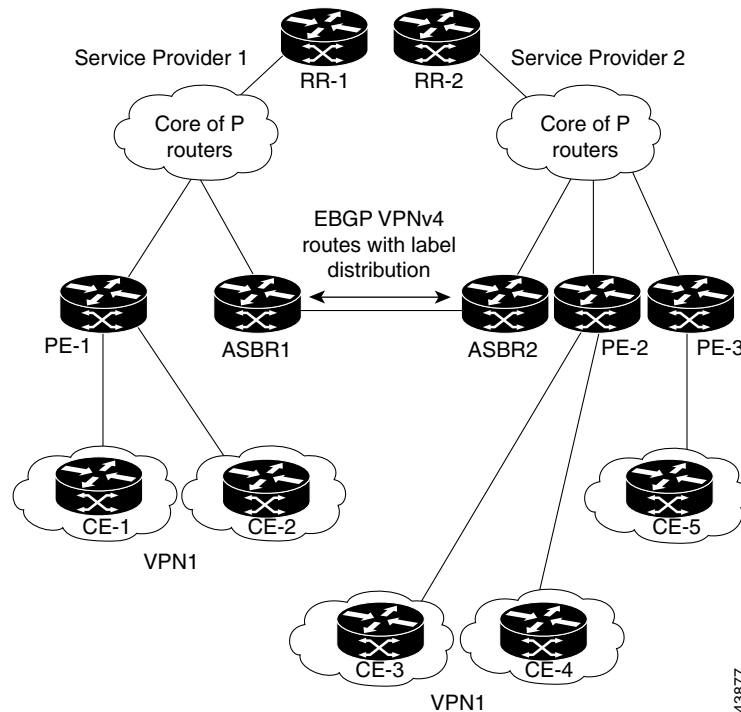 Service Provider 1
RR-1
RR-2
Service Provider 2
Core of P
routers
Core of P
routers
EBGP VPNv4
routes with label
distribution
PE-1
ASBR1
ASBR2
PE-2
PE-3
CE-1
CE-2
CE-5
VPN1
CE-3
CE-4
VPN1
43877